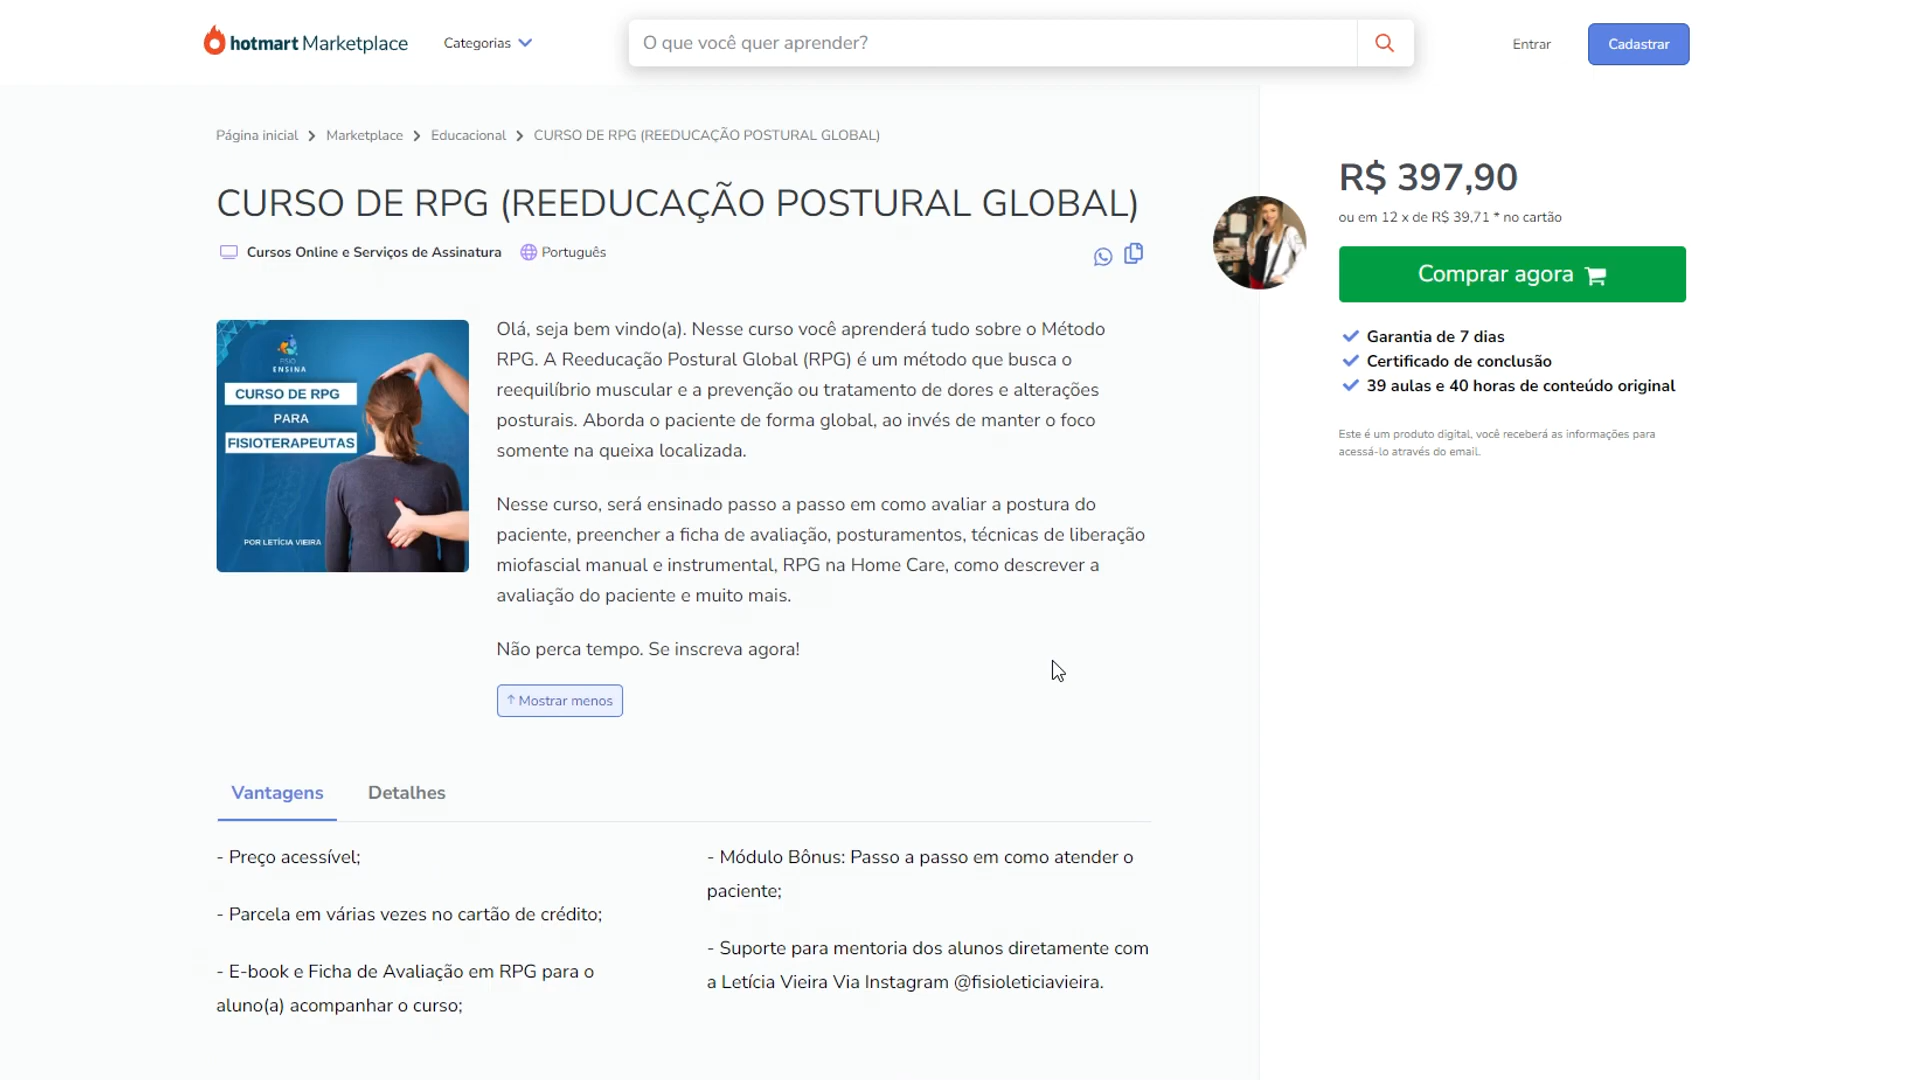 hotmart Marketplace
Categorias
O que você quer aprender?
Entrar
Cadastrar
Página inicial > Marketplace > Educacional > CURSO DE RPG (REEDUCAÇÃO POSTURAL GLOBAL)
CURSO DE RPG (REEDUCAÇÃO POSTURAL GLOBAL)
Cursos Online e Serviços de Assinatura
Português
FISIO
ENSINA
CURSO DE RPG
PARA
FISIOTERAPEUTAS
POR LETÍCIA VIEIRA
Olá, seja bem vindo(a). Nesse curso você aprenderá tudo sobre o Método
RPG. A Reeducação Postural Global (RPG) é um método que busca o
reequilíbrio muscular e a prevenção ou tratamento de dores e alterações
posturais. Aborda o paciente de forma global, ao invés de manter o foco
somente na queixa localizada.
Nesse curso, será ensinado passo a passo em como avaliar a postura do
paciente, preencher a ficha de avaliação, posturamentos, técnicas de liberação
miofascial manual e instrumental, RPG na Home Care, como descrever a
avaliação do paciente e muito mais.
Não perca tempo. Se inscreva agora!
↑ Mostrar menos
R$ 397,90
ou em 12 x de R$ 39,71 * no cartão
Comprar agora
Garantia de 7 dias
Certificado de conclusão
39 aulas e 40 horas de conteúdo original
Este é um produto digital, você receberá as informações para
acessá-lo através do email.
Vantagens
Detalhes
- Preço acessível;
- Parcela em várias vezes no cartão de crédito;
- E-book e Ficha de Avaliação em RPG para o
aluno(a) acompanhar o curso;
- Módulo Bônus: Passo a passo em como atender o
paciente;
- Suporte para mentoria dos alunos diretamente com
a Letícia Vieira Via Instagram @fisioleticiavieira.